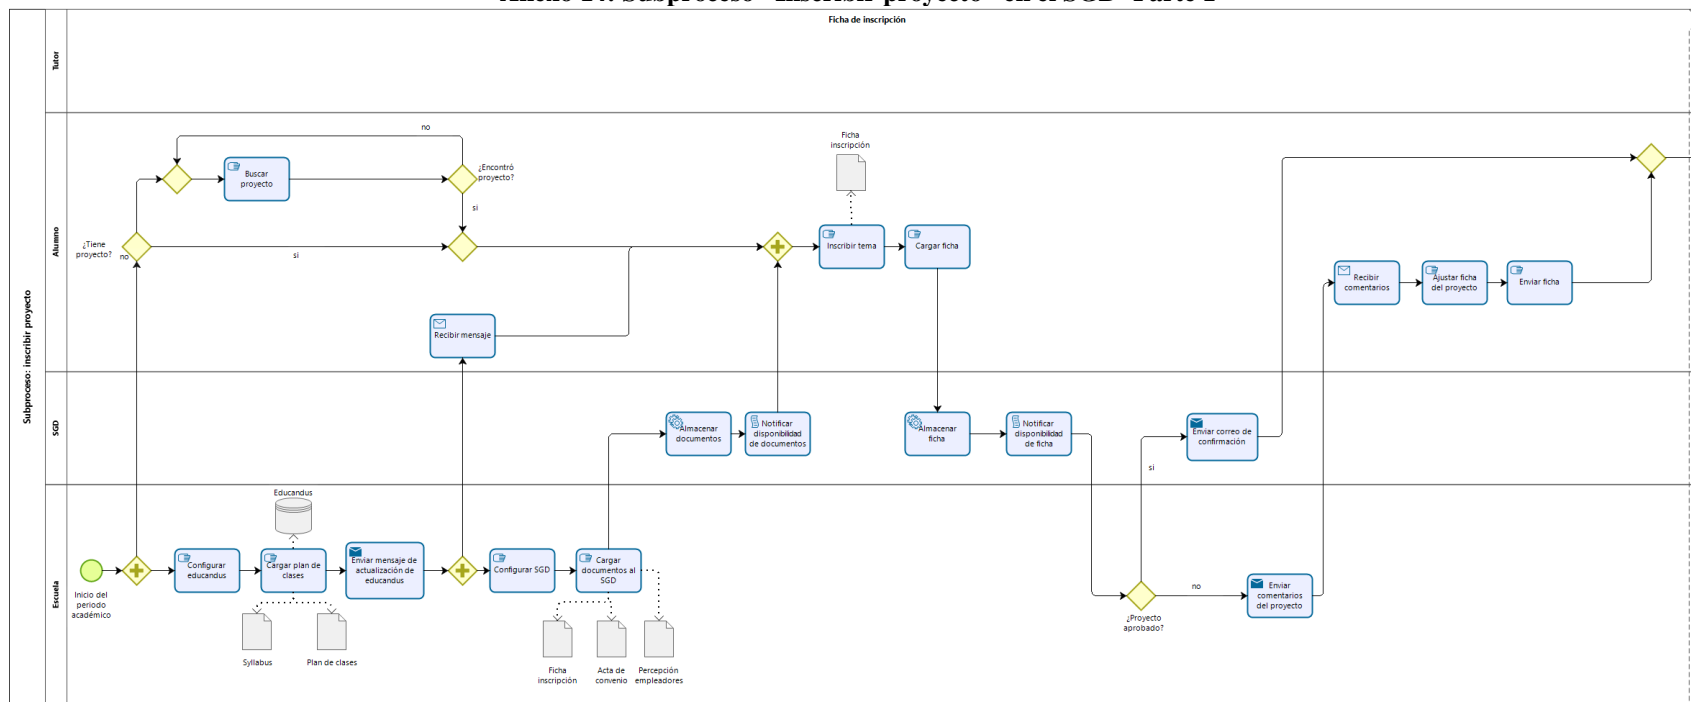 Subproceso "Inscribir proyecto" en el SGD- Parte
Ficha de inscripción
Subproceso: inscribir proyecto
Tutor
Alumno
SGD
Escuela
no
Buscar
proyecto
¿Encontró
proyecto?
si
¿Tiene
proyecto?
no
si
Recibir mensaje
Ficha
inscripción
Inscribir tema
Cargar ficha
Recibir
comentarios
Ajustar ficha
del proyecto
Enviar ficha
Almacenar
documentos
Notificar
disponibilidad
de documentos
Almacenar
ficha
Notificar
disponibilidad
de ficha
Enviar correo de
confirmación
si
Educandus
Inicio del
periodo
académico
Configurar
educandus
Cargar plan de
clases
Enviar mensaje de
actualización de
educandus
Configurar SGD
Cargar
documentos al
SGD
¿Proyecto
aprobado?
no
Enviar
comentarios
del proyecto
Syllabus
Plan de clases
Ficha
inscripción
Acta de
convenio
Percepción
empleadores